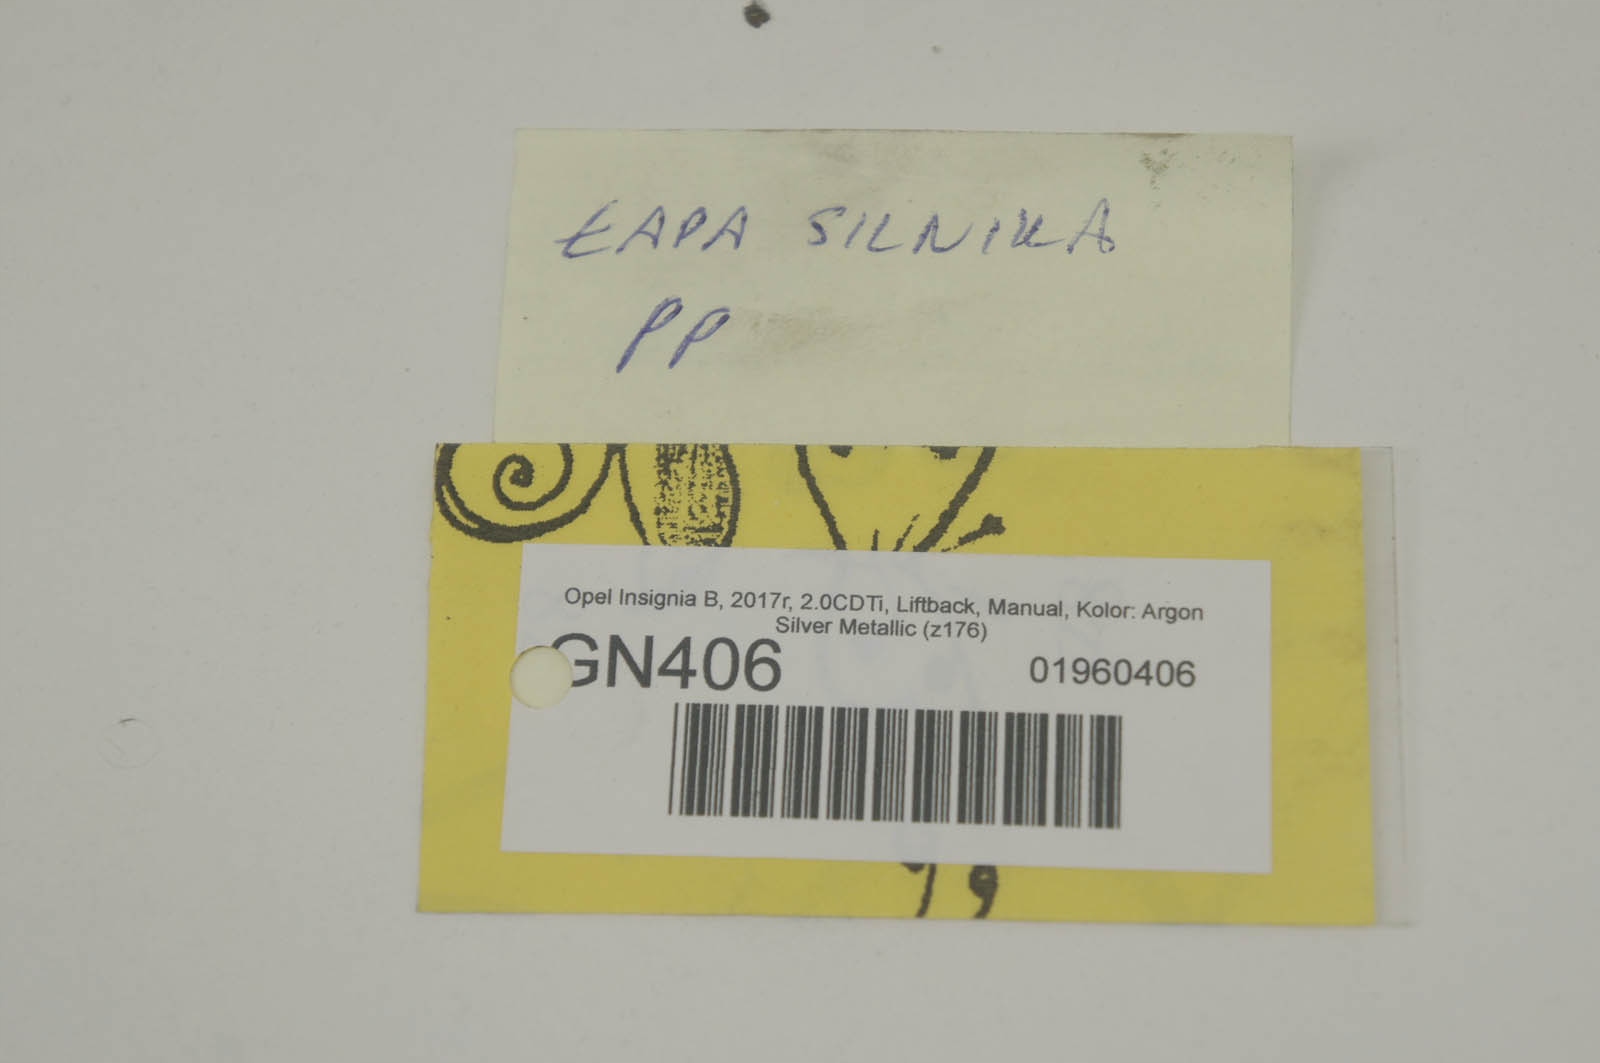 ŁAPA SILNIKA
PP
Opel Insignia B, 2017r, 2.0CDTi, Liftback, Manual, Kolor: Argon
Silver Metallic (z176)
GN406
01960406